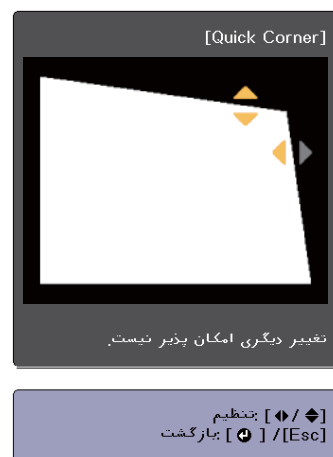 [Quick Corner]
تغییر دیگری امکان پذیر نیست.
[⬍ / ⬌] :تنظیم
[Esc]/ [⏎] :بازگشت